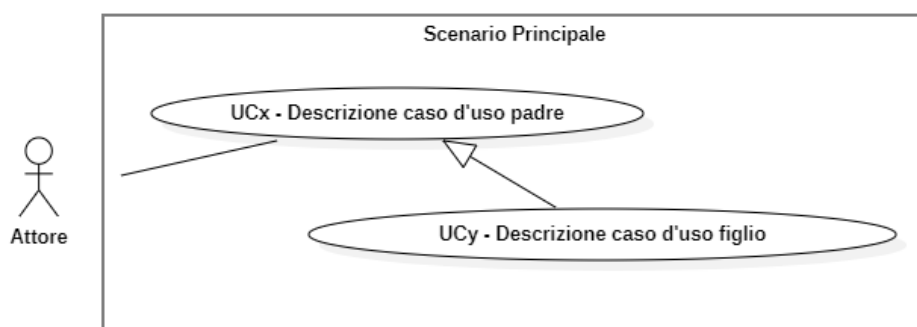 Scenario Principale
UCx - Descrizione caso d'uso padre
Attore
UCy - Descrizione caso d'uso figlio